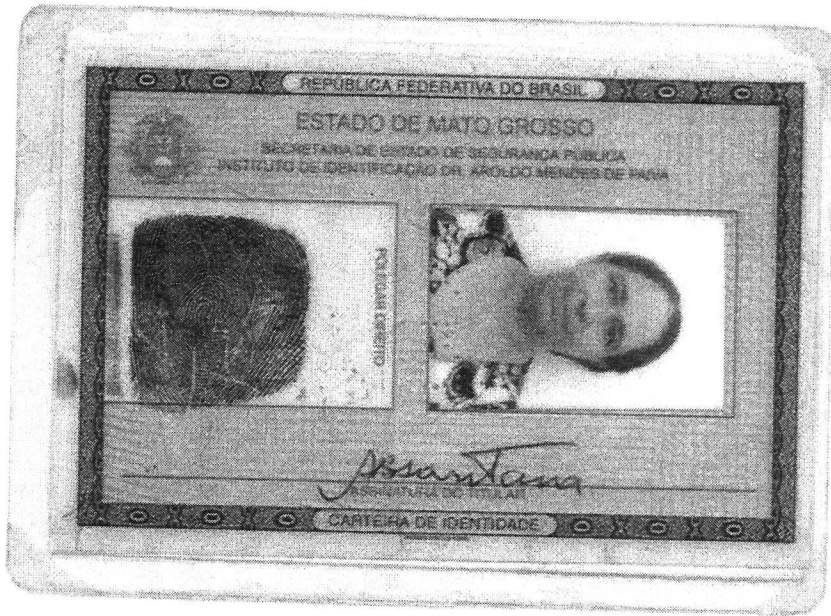 REPÚBLICA FEDERATIVA DO BRASIL
ESTADO DE MATO GROSSO
SECRETARIA DE ESTADO DE SEGURANÇA PÚBLICA
INSTITUTO DE IDENTIFICAÇÃO DR. AROLDO MENDES DE PAIVA
POLEGAR DIREITO
ASSINATURA DO TITULAR
CARTEIRA DE IDENTIDADE